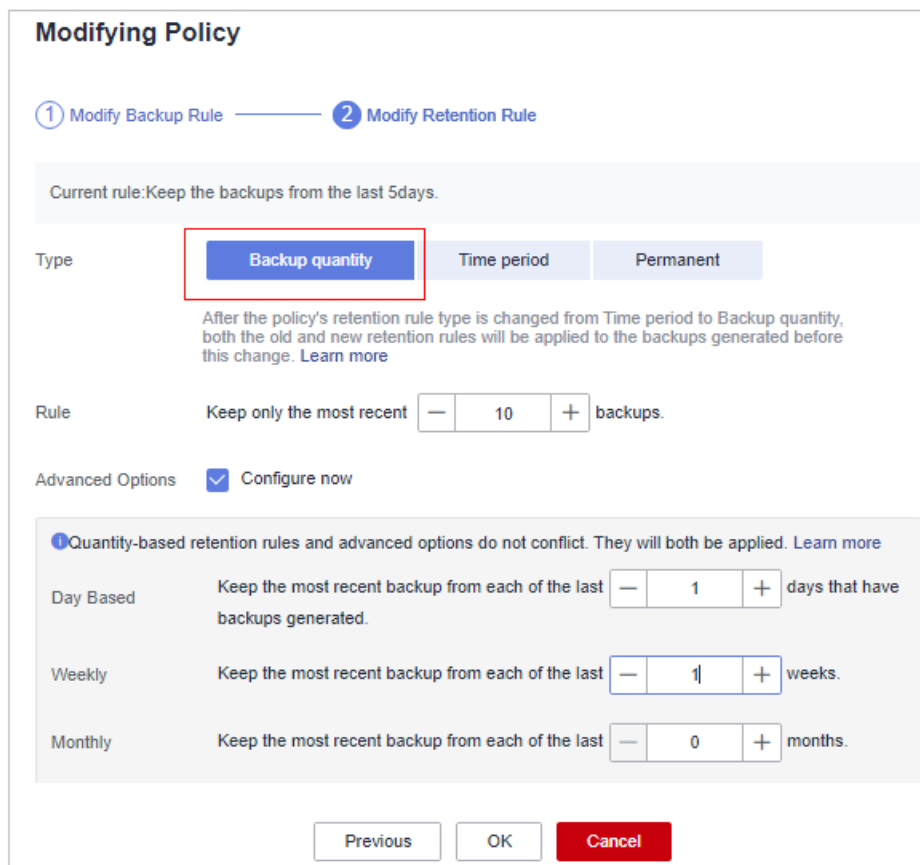 Modifying Policy
1 Modify Backup Rule 2 Modify Retention Rule
Current rule:Keep the backups from the last 5days.
Type Backup quantity Time period Permanent
After the policy's retention rule type is changed from Time period to Backup quantity,
both the old and new retention rules will be applied to the backups generated before
this change. Learn more
Rule Keep only the most recent — 10 + backups.
Advanced Options Configure now
Quantity-based retention rules and advanced options do not conflict. They will both be applied. Learn more
Day Based Keep the most recent backup from each of the last — 1 + days that have
backups generated.
Weekly Keep the most recent backup from each of the last — 1 + weeks.
Monthly Keep the most recent backup from each of the last — 0 + months.
Previous OK Cancel